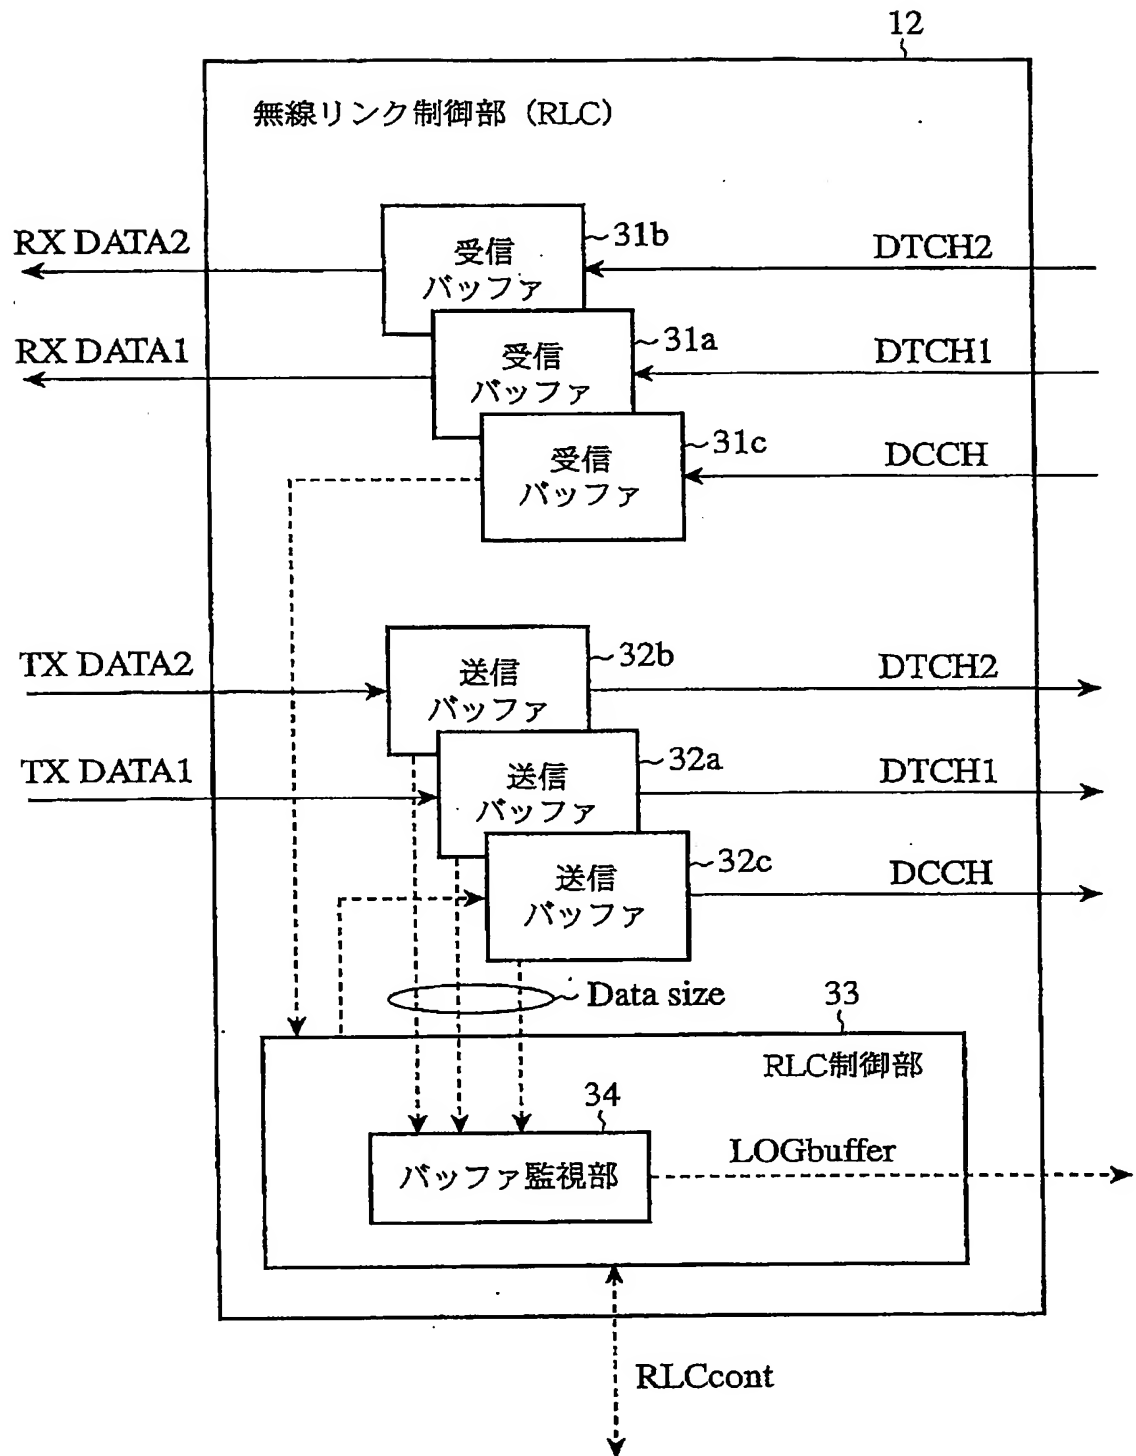 12
無線リンク制御部（RLC）
RX DATA2
受信
バッファ
31b
DTCH2
RX DATA1
受信
バッファ
31a
DTCH1
受信
バッファ
31c
DCCH
TX DATA2
送信
バッファ
32b
DTCH2
TX DATA1
送信
バッファ
32a
DTCH1
送信
バッファ
32c
DCCH
Data size
33
RLC制御部
34
バッファ監視部
LOGbuffer
RLCcont